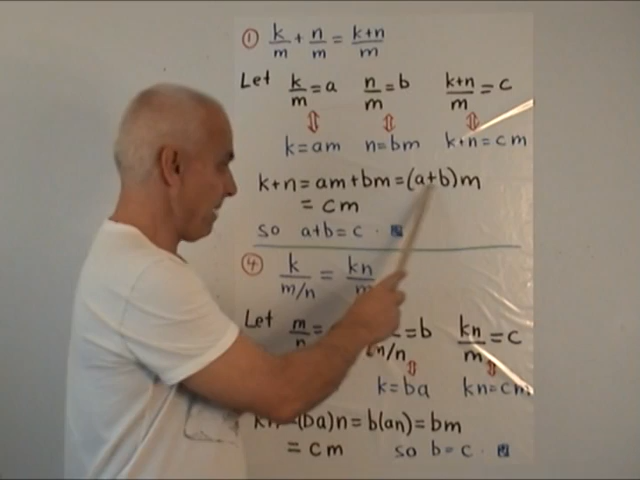 ① k/m + n/m = (k+n)/m
Let k/m = a n/m = b (k+n)/m = c
⇕ ⇕ ⇕
k = am n = bm k+n = cm
k+n = am+bm = (a+b)m
= cm
so a+b = c .
④ k/(m/n) = kn/m
Let m/n = = b kn/m = c
⇕ ⇕
k = ba kn = cm
(ba)n = b(an) = bm
= cm so b = c .